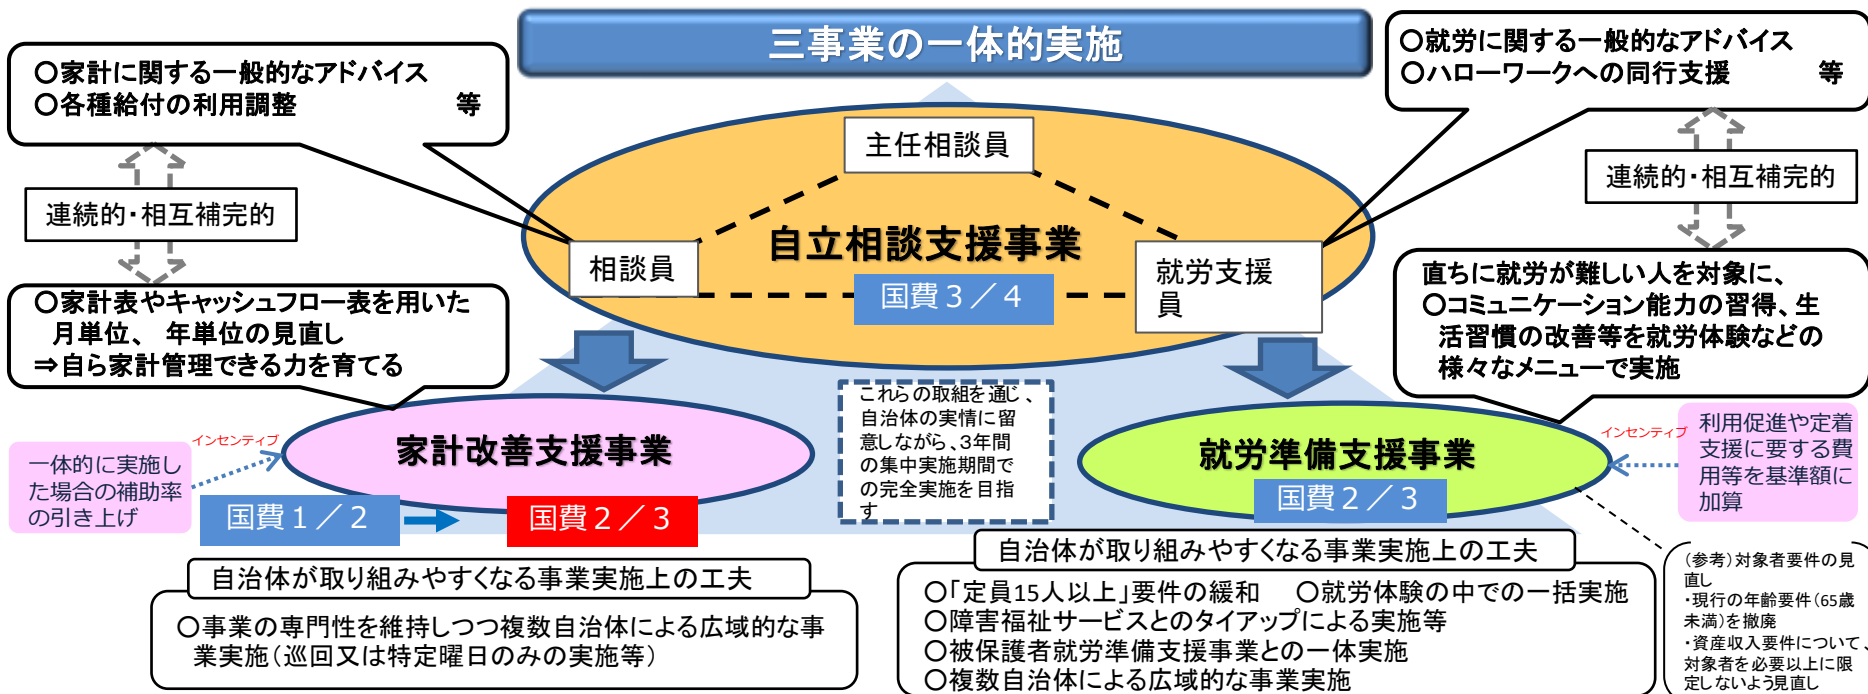 三事業の一体的実施
〇家計に関する一般的なアドバイス
〇各種給付の利用調整 等
〇就労に関する一般的なアドバイス
〇ハローワークへの同行支援 等
主任相談員
連続的・相互補完的
連続的・相互補完的
自立相談支援事業
相談員
就労支援
員
国費３／４
〇家計表やキャッシュフロー表を用いた
月単位、 年単位の見直し
⇒自ら家計管理できる力を育てる
直ちに就労が難しい人を対象に、
〇コミュニケーション能力の習得、生
活習慣の改善等を就労体験などの
様々なメニューで実施
これらの取組を通じ、
自治体の実情に留
意しながら、3年間
の集中実施期間で
の完全実施を目指
す
インセンティブ
家計改善支援事業
一体的に実施し
た場合の補助率
の引き上げ
国費１／２
国費２／３
就労準備支援事業
国費２／３
インセンティブ
利用促進や定着
支援に要する費
用等を基準額に
加算
自治体が取り組みやすくなる事業実施上の工夫
〇事業の専門性を維持しつつ複数自治体による広域的な事
業実施（巡回又は特定曜日のみの実施等）
自治体が取り組みやすくなる事業実施上の工夫
〇「定員15人以上」要件の緩和 〇就労体験の中での一括実施
〇障害福祉サービスとのタイアップによる実施等
〇被保護者就労準備支援事業との一体実施
〇複数自治体による広域的な事業実施
（参考）対象者要件の見
直し
・現行の年齢要件（65歳
未満）を撤廃
・資産収入要件について、
対象者を必要以上に限
定しないよう見直し